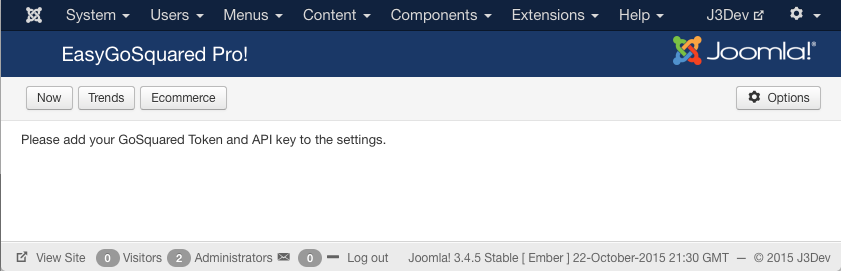 System Users Menus Content Components Extensions Help J3Dev
EasyGoSquared Pro! Joomla!®
Now Trends Ecommerce Options
Please add your GoSquared Token and API key to the settings.
View Site 0 Visitors 2 Administrators 0 Log out Joomla! 3.4.5 Stable [ Ember ] 22-October-2015 21:30 GMT — © 2015 J3Dev